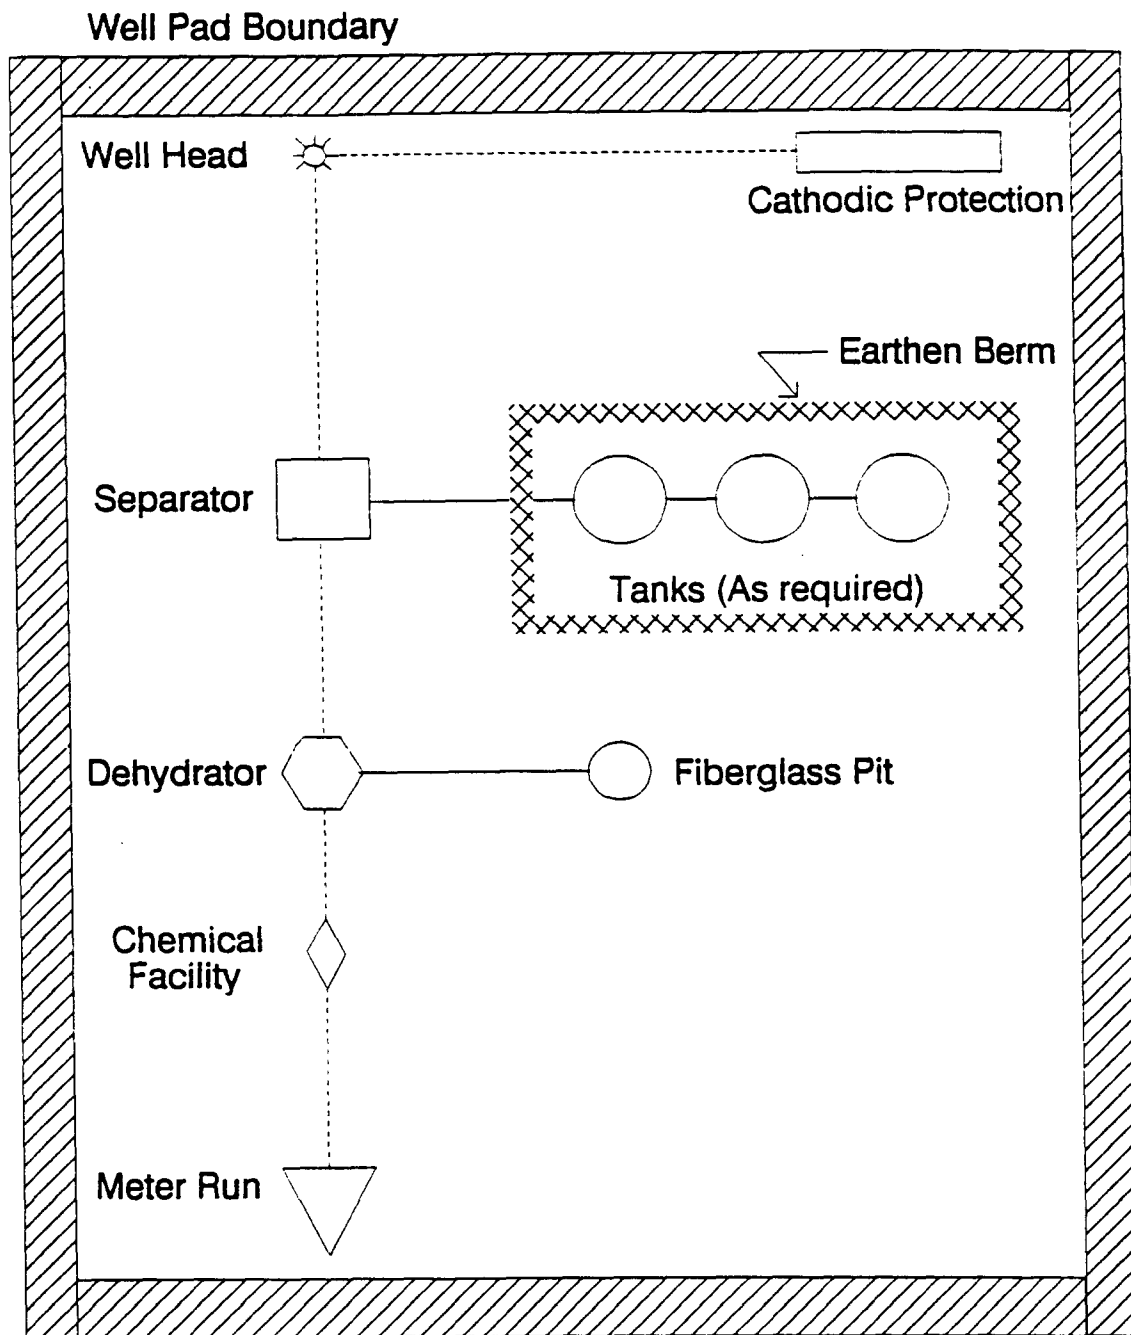 Well Pad Boundary
Well Head
Cathodic Protection
Earthen Berm
Separator
Tanks (As required)
Dehydrator
Fiberglass Pit
Chemical
Facility
Meter Run